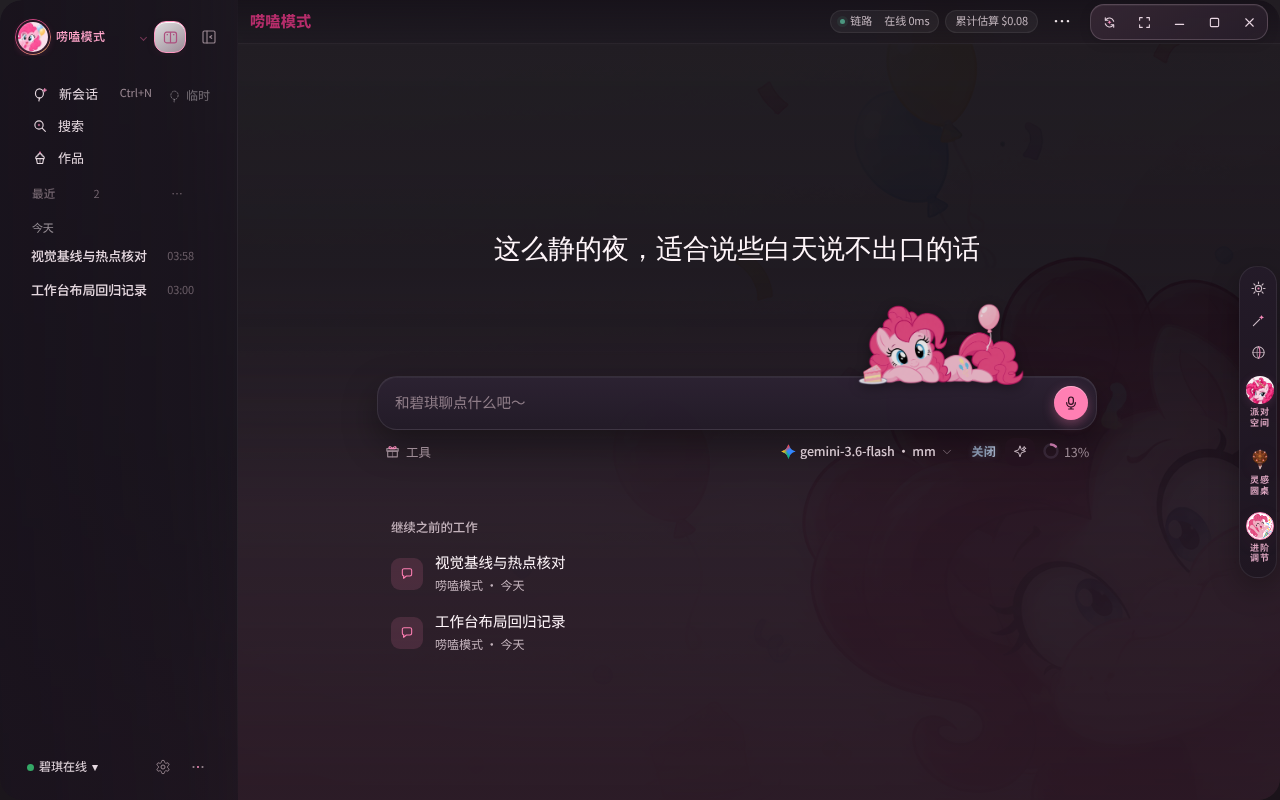 唠嗑模式
新会话 Ctrl+N 临时
搜索
作品
最近 2 ···
今天
视觉基线与热点核对 03:58
工作台布局回归记录 03:00
碧琪在线 ▾
唠嗑模式
链路 在线 0ms
累计估算 $0.08
这么静的夜，适合说些白天说不出口的话
和碧琪聊点什么吧～
工具
gemini-3.6-flash • mm
关闭
13%
继续之前的工作
视觉基线与热点核对
唠嗑模式 • 今天
工作台布局回归记录
唠嗑模式 • 今天
派对
空间
灵感
圆桌
进阶
调节